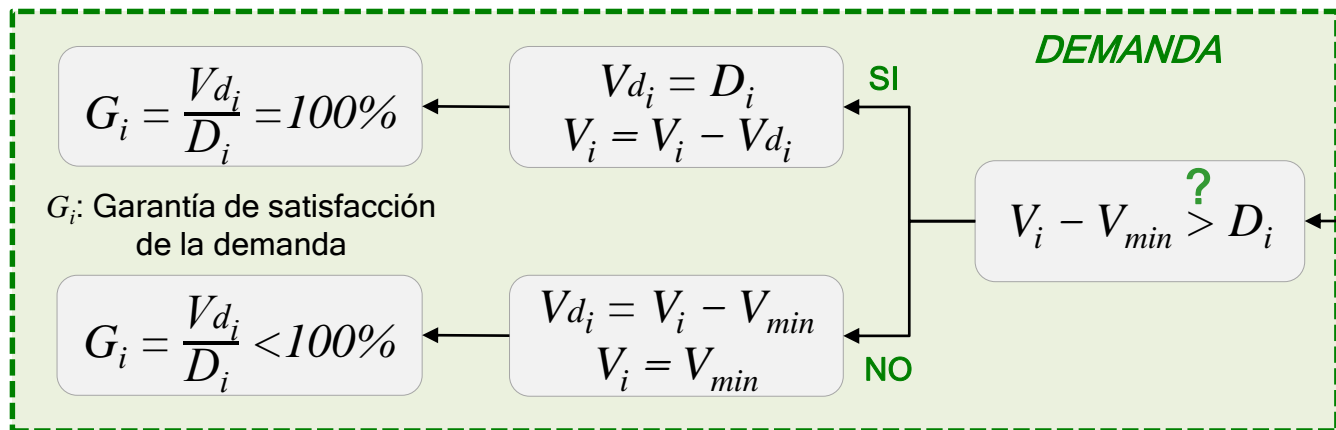 DEMANDA
G_i = Vd_i / D_i = 100%
Vd_i = D_i
V_i = V_i − Vd_i
SI
?
V_i − V_min > D_i
G_i: Garantía de satisfacción
de la demanda
G_i = Vd_i / D_i < 100%
Vd_i = V_i − V_min
V_i = V_min
NO